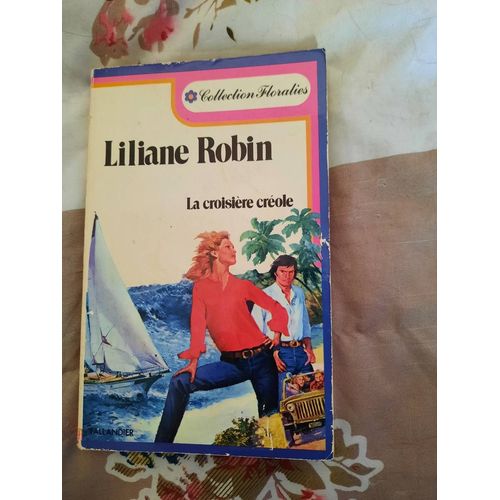 Collection Floralies
Liliane Robin
La croisière créole
TALLANDIER